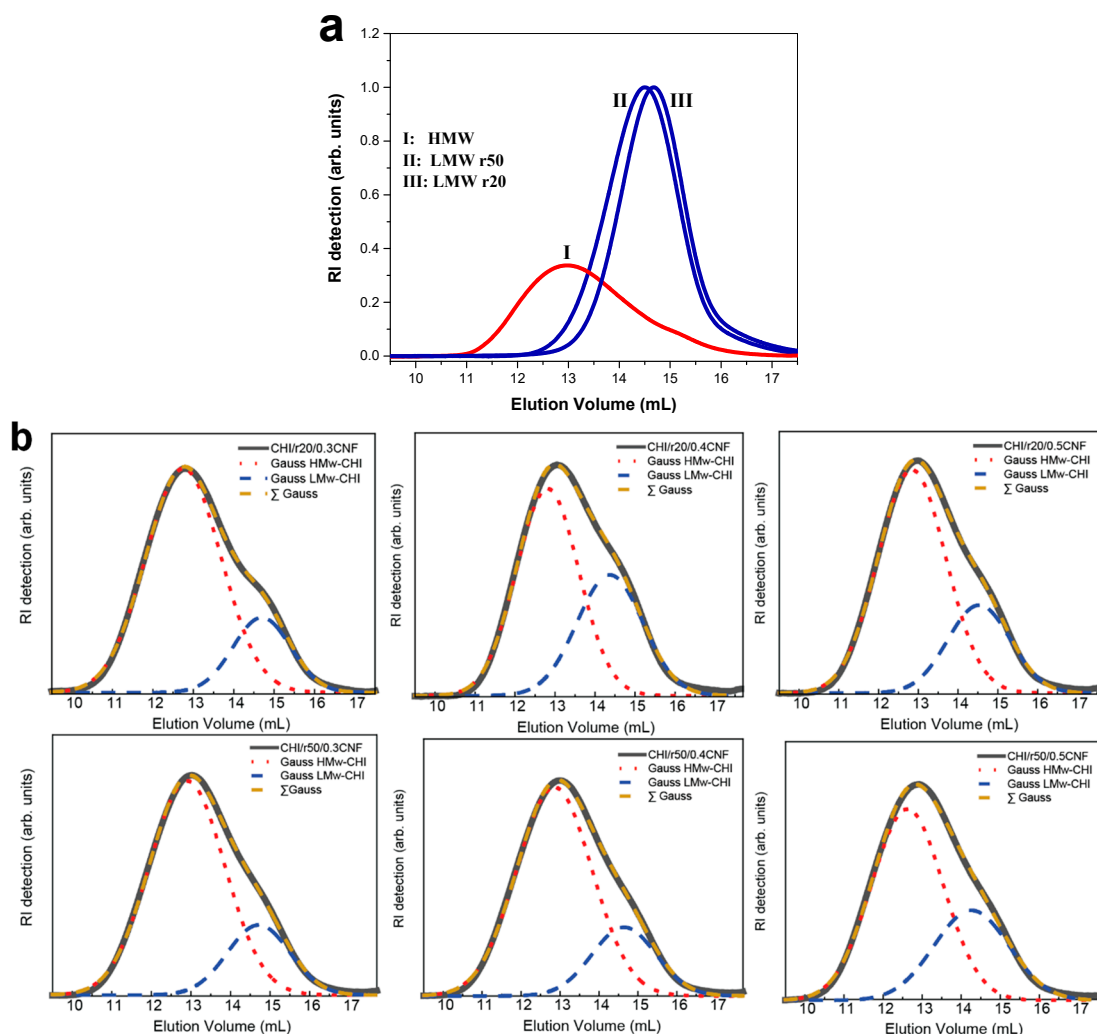 a
1.2
1.0
0.8
0.6
0.4
0.2
0.0
RI detection (arb. units)
II
III
I: HMW
II: LMW r50
III: LMW r20
I
10 11 12 13 14 15 16 17
Elution Volume (mL)
b
RI detection (arb. units)
CHI/r20/0.3CNF
Gauss HMw-CHI
Gauss LMw-CHI
∑ Gauss
10 11 12 13 14 15 16 17
Elution Volume (mL)
RI detection (arb. units)
CHI/r20/0.4CNF
Gauss HMw-CHI
Gauss LMw-CHI
∑ Gauss
10 11 12 13 14 15 16 17
Elution Volume (mL)
RI detection (arb. units)
CHI/r20/0.5CNF
Gauss HMw-CHI
Gauss LMw-CHI
∑ Gauss
10 11 12 13 14 15 16 17
Elution Volume (mL)
RI detection (arb. units)
CHI/r50/0.3CNF
Gauss HMw-CHI
Gauss LMw-CHI
∑Gauss
10 11 12 13 14 15 16 17
Elution Volume (mL)
RI detection (arb. units)
CHI/r50/0.4CNF
Gauss HMw-CHI
Gauss LMw-CHI
∑ Gauss
10 11 12 13 14 15 16 17
Elution Volume (mL)
RI detection (arb. units)
CHI/r50/0.5CNF
Gauss HMw-CHI
Gauss LMw-CHI
∑ Gauss
10 11 12 13 14 15 16 17
Elution Volume (mL)